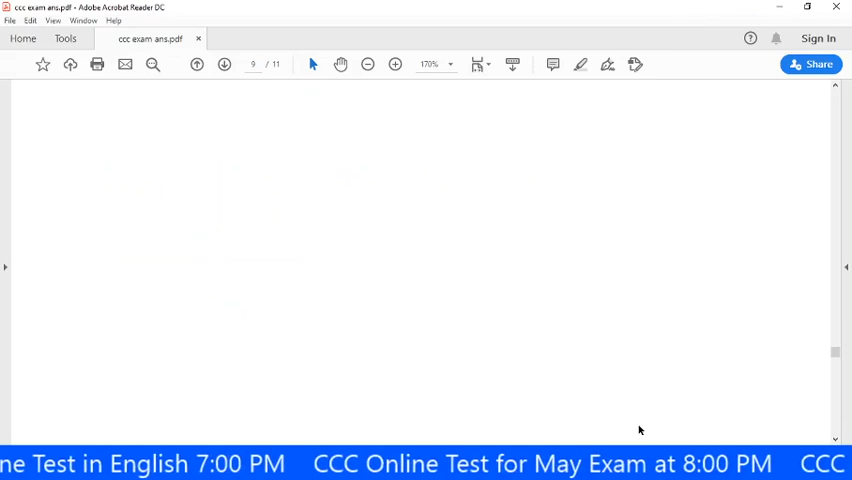 ccc exam ans.pdf - Adobe Acrobat Reader DC
File Edit View Window Help
Home Tools ccc exam ans.pdf × Sign In
9 / 11 170% Share
ne Test in English 7:00 PM CCC Online Test for May Exam at 8:00 PM CCC